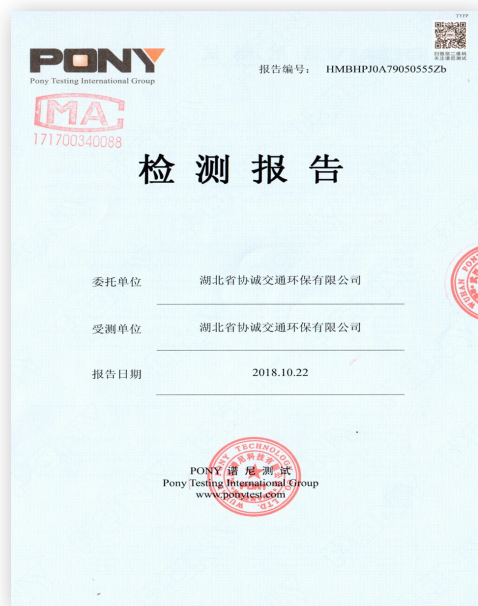 TYFP
PONY
Pony Testing International Group
报告编号： HMBHPJ0A79050555Zb
MA
171700340088
检测报告
委托单位 湖北省协诚交通环保有限公司
受测单位 湖北省协诚交通环保有限公司
报告日期 2018.10.22
PONY 谱尼测试
Pony Testing International Group
www.ponytest.com